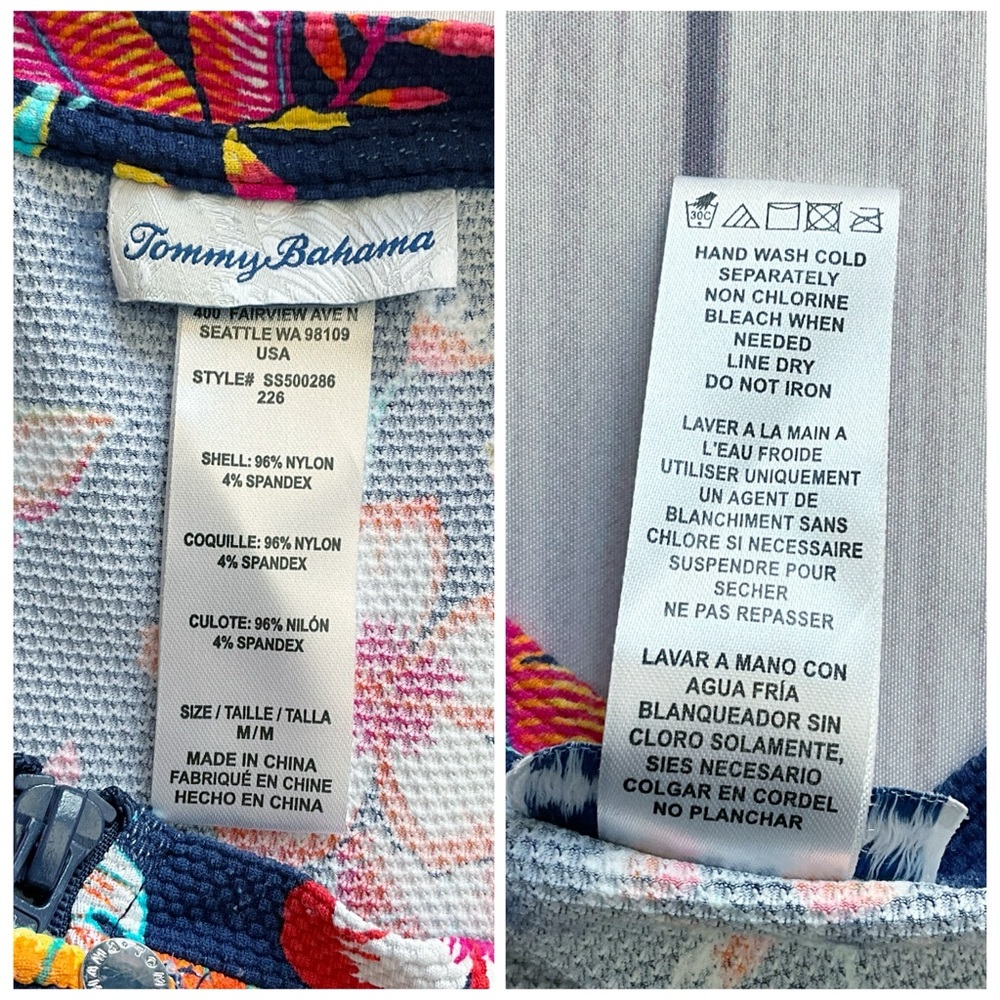 Tommy Bahama
400 FAIRVIEW AVE N
SEATTLE WA 98109
USA
STYLE# SS500286
226
SHELL: 96% NYLON
4% SPANDEX
COQUILLE: 96% NYLON
4% SPANDEX
CULOTE: 96% NILÓN
4% SPANDEX
SIZE / TAILLE / TALLA
M/M
MADE IN CHINA
FABRIQUÉ EN CHINE
HECHO EN CHINA
30C
HAND WASH COLD
SEPARATELY
NON CHLORINE
BLEACH WHEN
NEEDED
LINE DRY
DO NOT IRON
LAVER A LA MAIN A
L'EAU FROIDE
UTILISER UNIQUEMENT
UN AGENT DE
BLANCHIMENT SANS
CHLORE SI NECESSAIRE
SUSPENDRE POUR
SECHER
NE PAS REPASSER
LAVAR A MANO CON
AGUA FRÍA
BLANQUEADOR SIN
CLORO SOLAMENTE,
SIES NECESARIO
COLGAR EN CORDEL
NO PLANCHAR